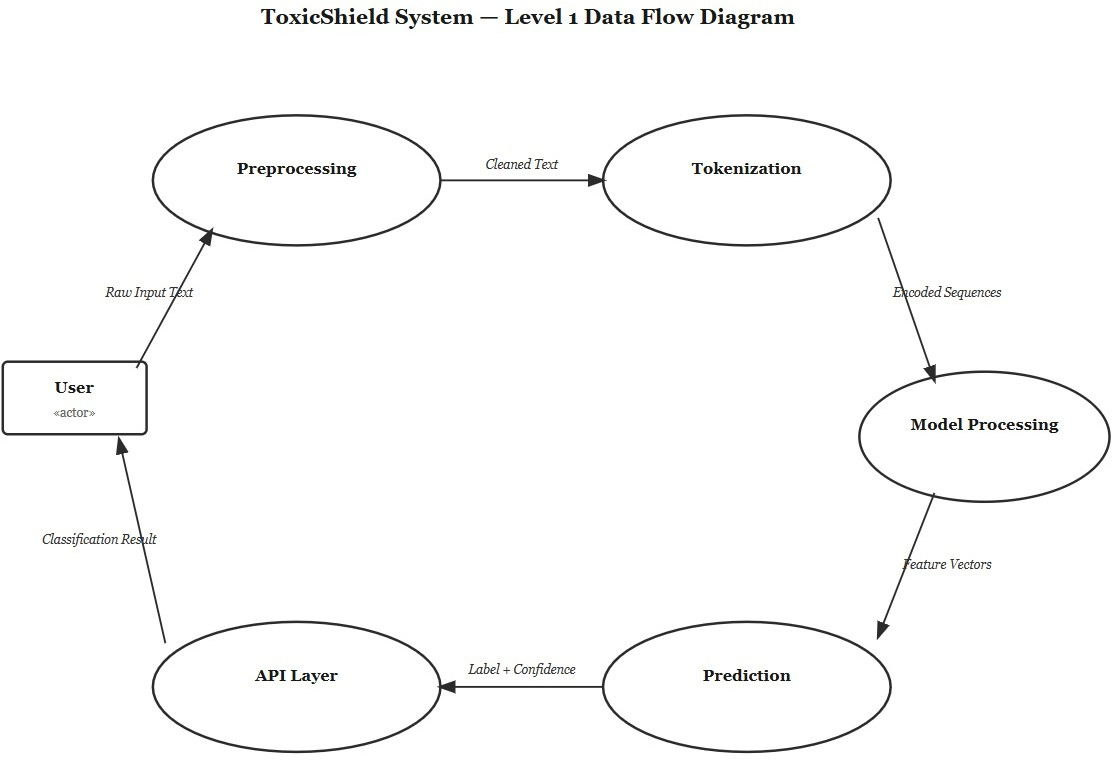 ToxicShield System — Level 1 Data Flow Diagram
Preprocessing
Cleaned Text
Tokenization
Raw Input Text
Encoded Sequences
User
«actor»
Model Processing
Classification Result
Feature Vectors
API Layer
Label + Confidence
Prediction